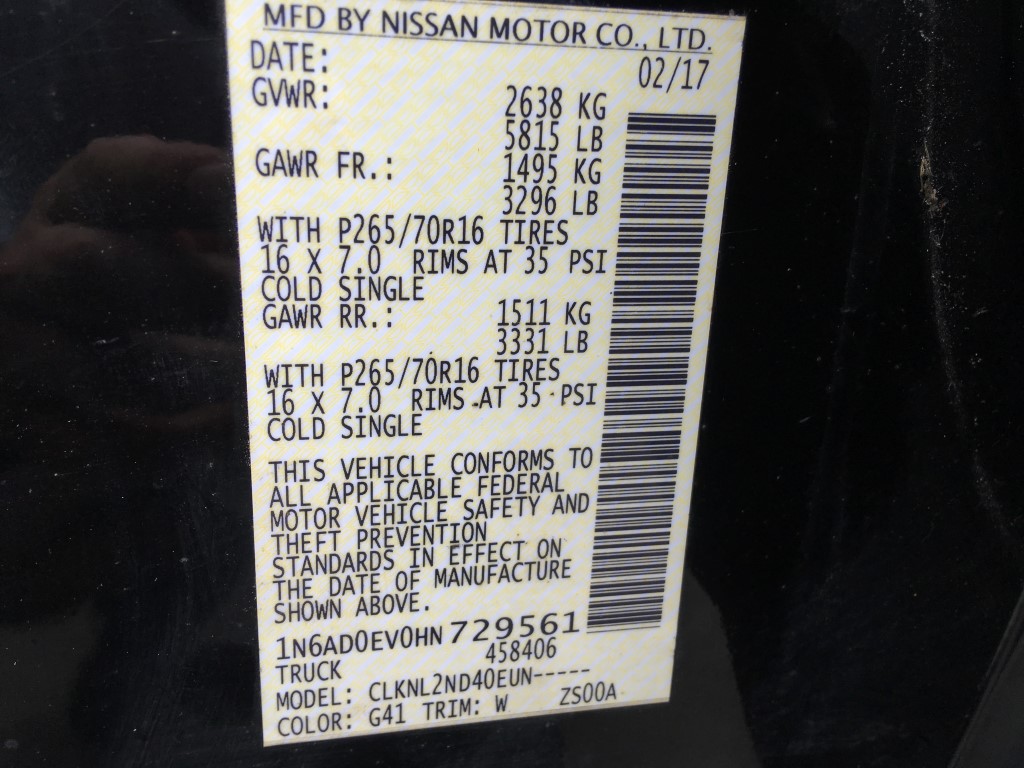 MFD BY NISSAN MOTOR CO., LTD.
DATE: 02/17
GVWR: 2638 KG
5815 LB
GAWR FR.: 1495 KG
3296 LB
WITH P265/70R16 TIRES
16 X 7.0 RIMS AT 35 PSI
COLD SINGLE
GAWR RR.: 1511 KG
3331 LB
WITH P265/70R16 TIRES
16 X 7.0 RIMS AT 35 PSI
COLD SINGLE
THIS VEHICLE CONFORMS TO
ALL APPLICABLE FEDERAL
MOTOR VEHICLE SAFETY AND
THEFT PREVENTION
STANDARDS IN EFFECT ON
THE DATE OF MANUFACTURE
SHOWN ABOVE.
1N6AD0EV0HN729561
TRUCK 458406
MODEL: CLKNL2ND40EUN-----
COLOR: G41 TRIM: W ZS00A